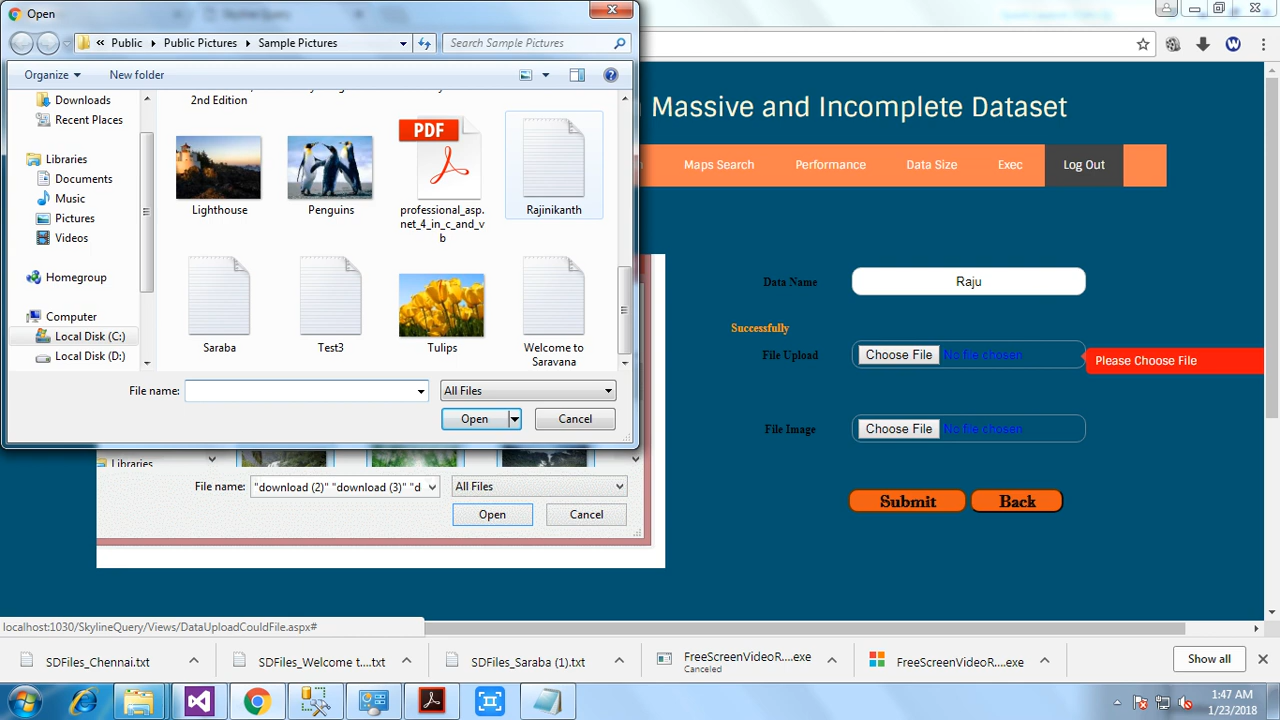 Open
« Public Public Pictures Sample Pictures
Search Sample Pictures
Organize New folder
Downloads
Recent Places
Libraries
Documents
Music
Pictures
Videos
Homegroup
Computer
Local Disk (C:)
Local Disk (D:)
2nd Edition
Lighthouse
Penguins
PDF
professional_asp.
net_4_in_c_and_v
b
Rajinikanth
Saraba
Test3
Tulips
Welcome to
Saravana
File name:
All Files
Open
Cancel
Massive and Incomplete Dataset
Maps Search
Performance
Data Size
Exec
Log Out
Data Name
Raju
Successfully
File Upload
Choose File No file chosen
Please Choose File
File Image
Choose File No file chosen
Submit
Back
Libraries
File name:
"download (2)" "download (3)" "d
All Files
Open
Cancel
localhost:1030/SkylineQuery/Views/DataUploadCouldFile.aspx#
SDFiles_Chennai.txt
SDFiles_Welcome t....txt
SDFiles_Saraba (1).txt
FreeScreenVideoR....exe
Canceled
FreeScreenVideoR....exe
Show all
1:47 AM
1/23/2018